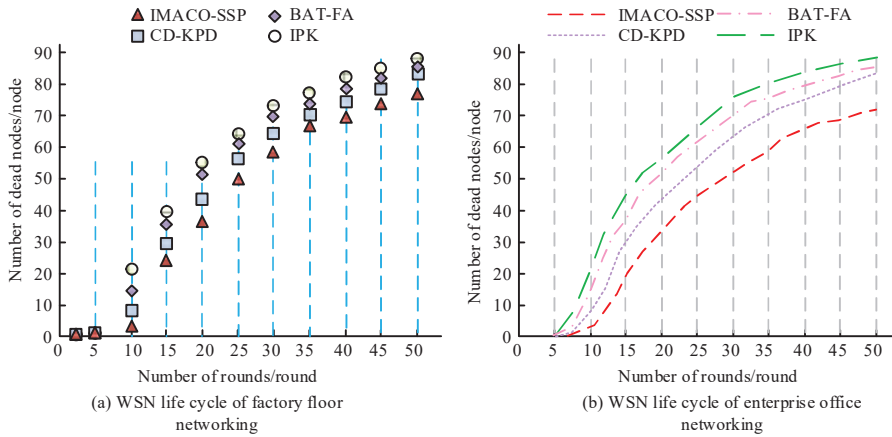 IMACO-SSP BAT-FA
CD-KPD IPK
Number of dead nodes/node
90
80
70
60
50
40
30
20
10
0
0 5 10 15 20 25 30 35 40 45 50
Number of rounds/round
(a) WSN life cycle of factory floor
networking
IMACO-SSP BAT-FA
CD-KPD IPK
Number of dead nodes/node
90
80
70
60
50
40
30
20
10
0
0 5 10 15 20 25 30 35 40 45 50
Number of rounds/round
(b) WSN life cycle of enterprise office
networking